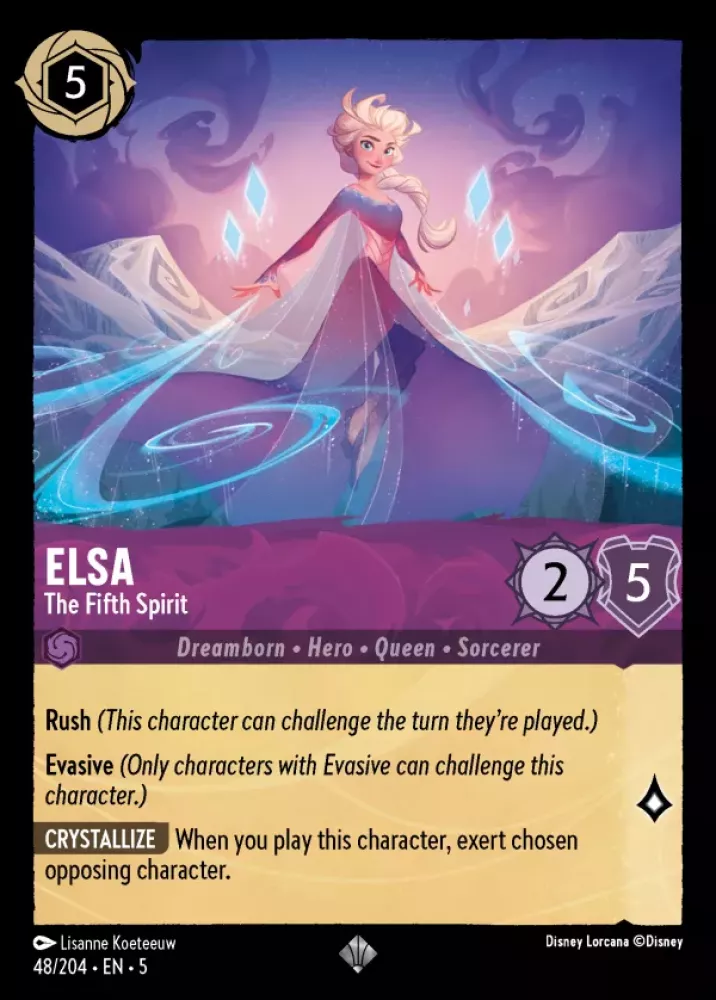 5
ELSA
The Fifth Spirit
2
5
Dreamborn • Hero • Queen • Sorcerer
Rush (This character can challenge the turn they’re played.)
Evasive (Only characters with Evasive can challenge this
character.)
CRYSTALLIZE When you play this character, exert chosen
opposing character.
Lisanne Koeteeuw
Disney Lorcana ©Disney
48/204 • EN • 5